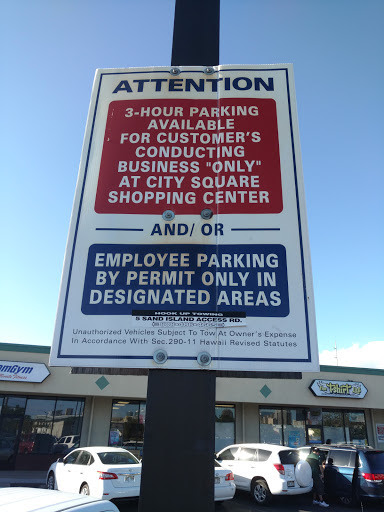 ATTENTION
3-HOUR PARKING
AVAILABLE
FOR CUSTOMER'S
CONDUCTING
BUSINESS "ONLY"
AT CITY SQUARE
SHOPPING CENTER
AND/ OR
EMPLOYEE PARKING
BY PERMIT ONLY IN
DESIGNATED AREAS
HOOK UP TOWING
5 SAND ISLAND ACCESS RD.
Unauthorized Vehicles Subject To Tow At Owner's Expense
In Accordance With Sec.290-11 Hawaii Revised Statutes